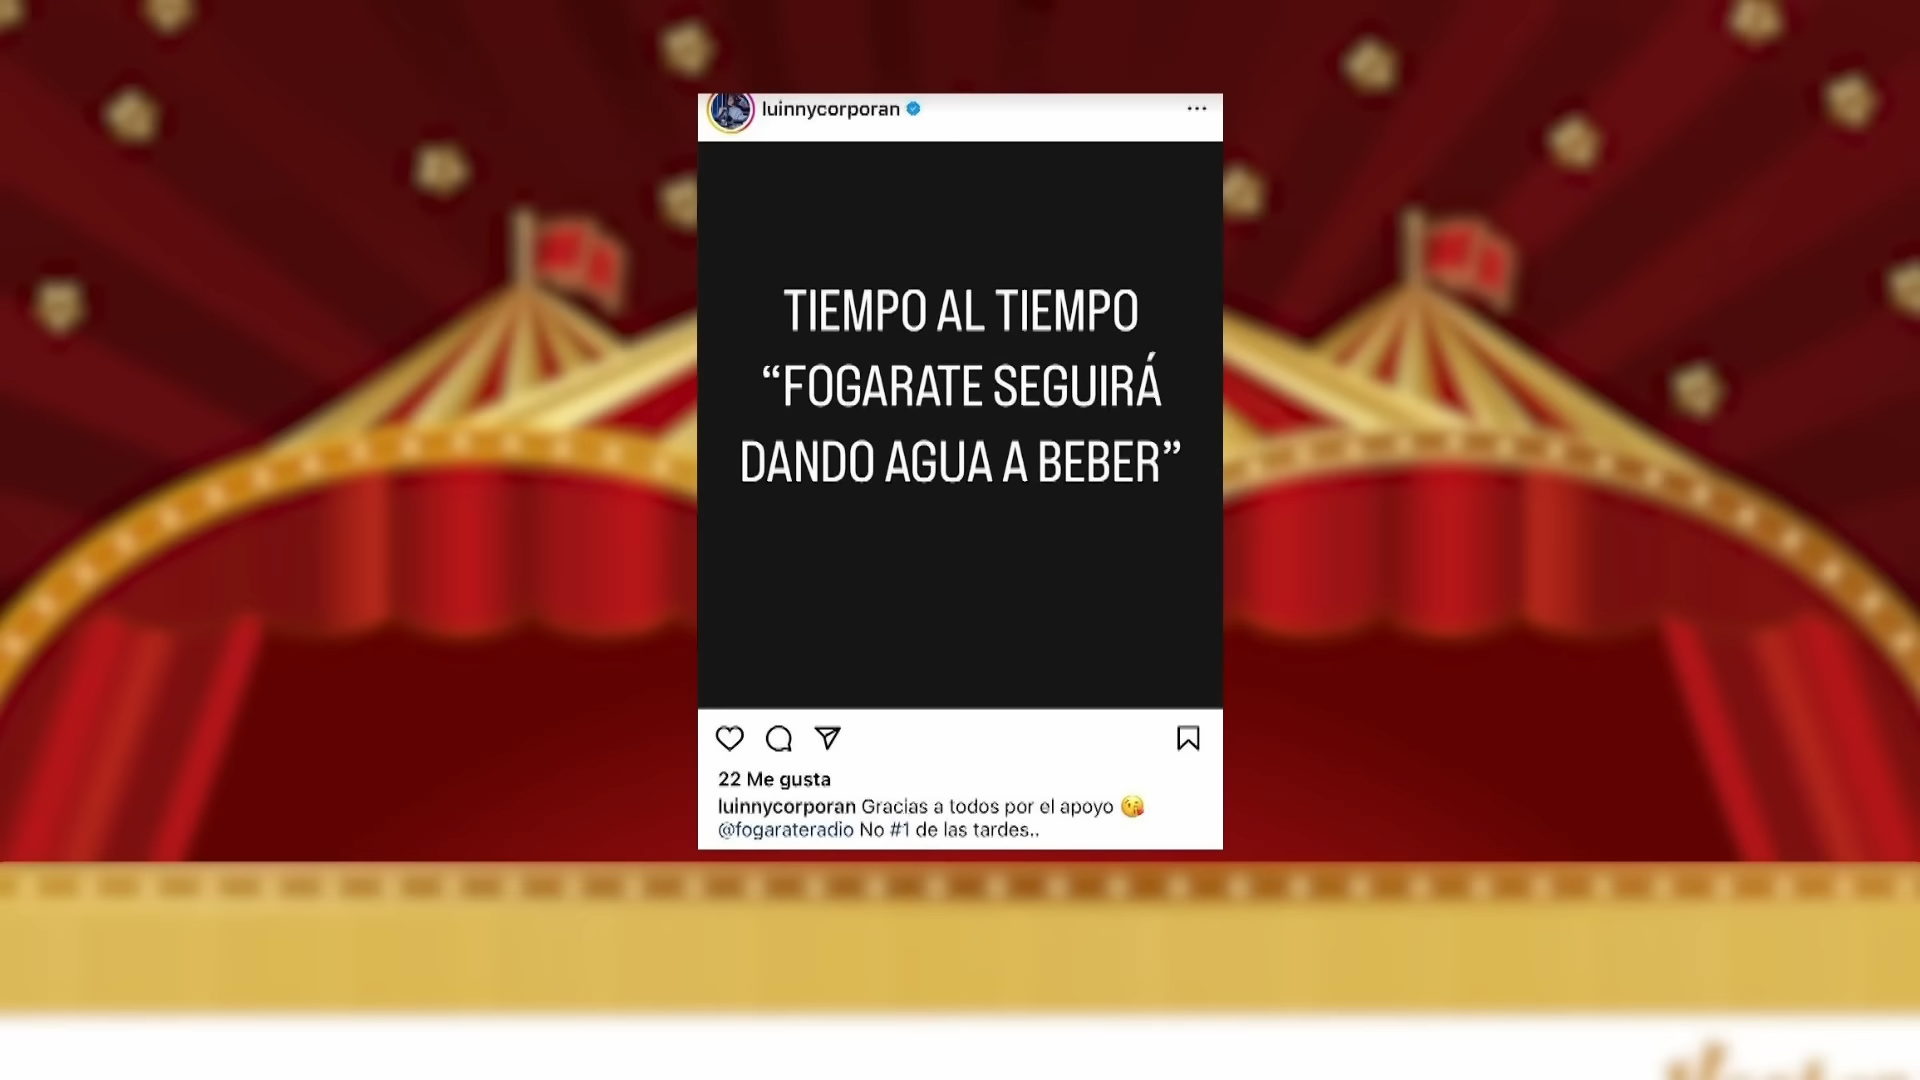 luinnycorporan
TIEMPO AL TIEMPO
“FOGARATE SEGUIRÁ
DANDO AGUA A BEBER”
22 Me gusta
luinnycorporan Gracias a todos por el apoyo 😘
@fogarateradio No #1 de las tardes..